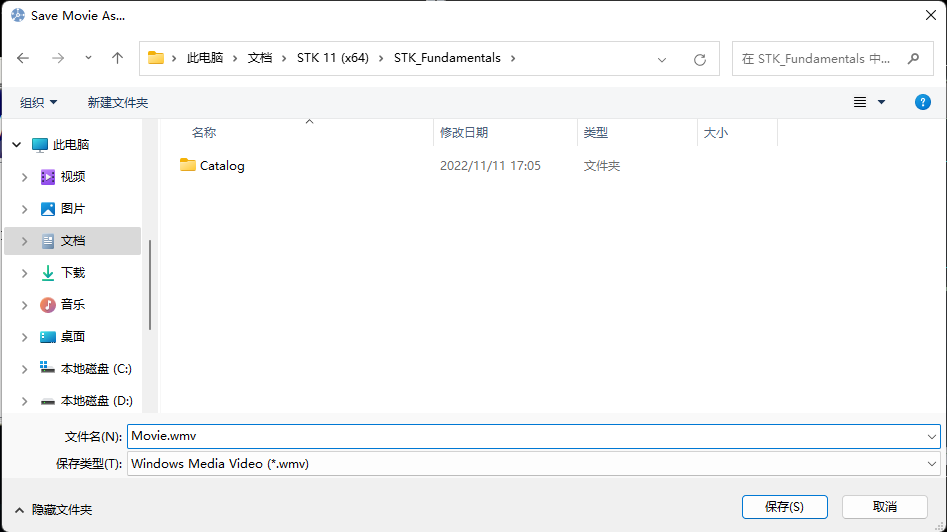 Save Movie As...
此电脑 文档 STK 11 (x64) STK_Fundamentals
在 STK_Fundamentals 中...
组织 新建文件夹
?
名称 修改日期 类型 大小
Catalog 2022/11/11 17:05 文件夹
此电脑
视频
图片
文档
下载
音乐
桌面
本地磁盘 (C:)
本地磁盘 (D:)
文件名(N): Movie.wmv
保存类型(T): Windows Media Video (*.wmv)
隐藏文件夹
保存(S) 取消